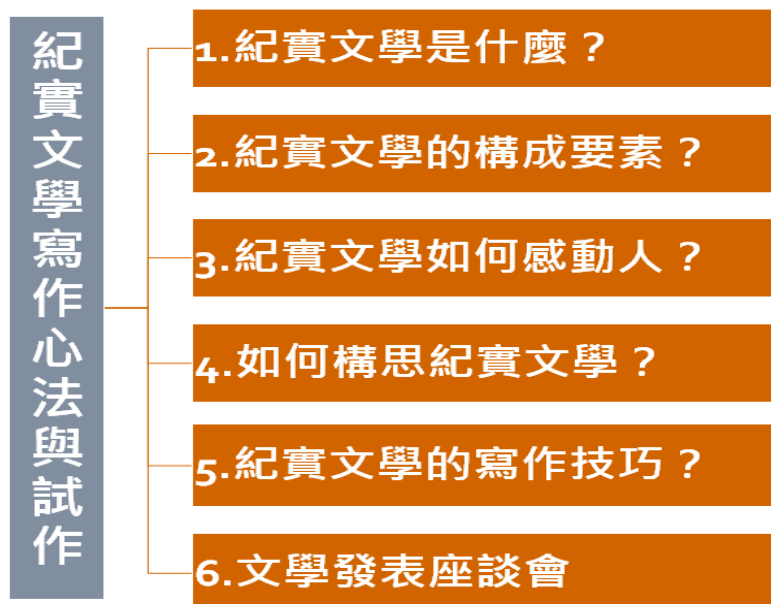 紀實文學寫作心法與試作
1.紀實文學是什麼？
2.紀實文學的構成要素？
3.紀實文學如何感動人？
4.如何構思紀實文學？
5.紀實文學的寫作技巧？
6.文學發表座談會